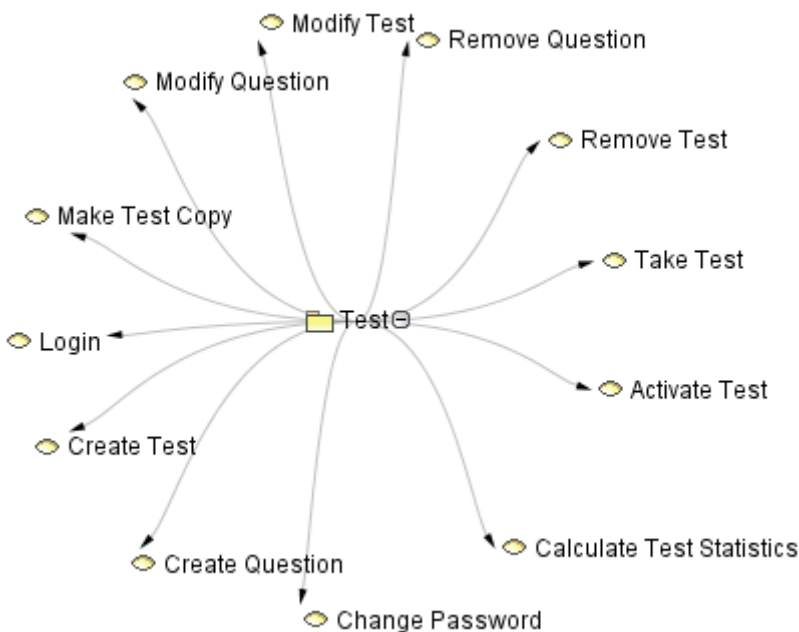 Modify Test
Remove Question
Modify Question
Remove Test
Make Test Copy
Take Test
Test
Login
Activate Test
Create Test
Calculate Test Statistics
Create Question
Change Password